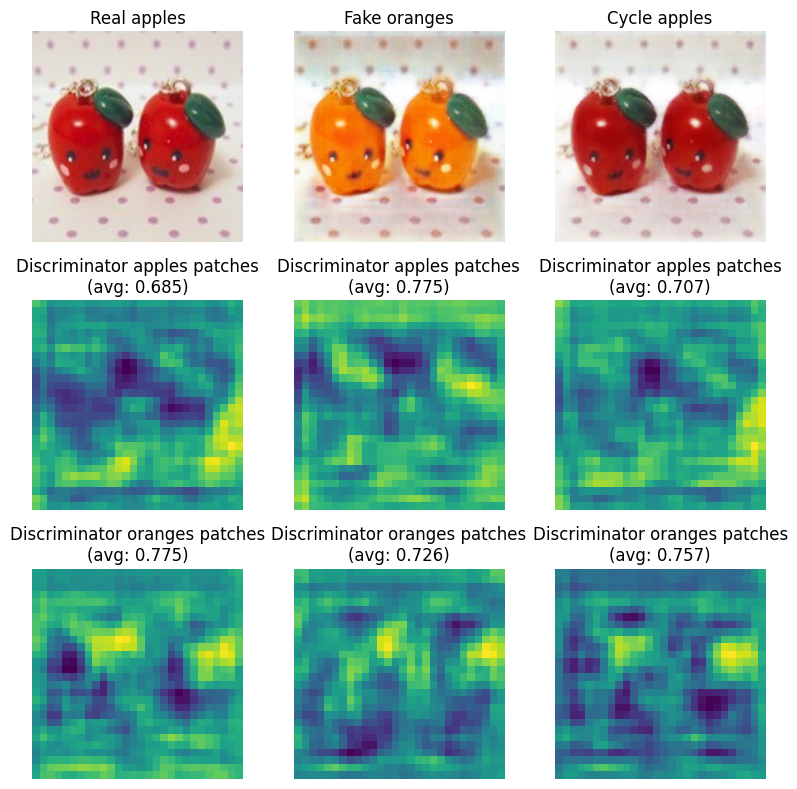 Real apples
Fake oranges
Cycle apples
Discriminator apples patches
(avg: 0.685)
Discriminator apples patches
(avg: 0.775)
Discriminator apples patches
(avg: 0.707)
Discriminator oranges patches
(avg: 0.775)
Discriminator oranges patches
(avg: 0.726)
Discriminator oranges patches
(avg: 0.757)